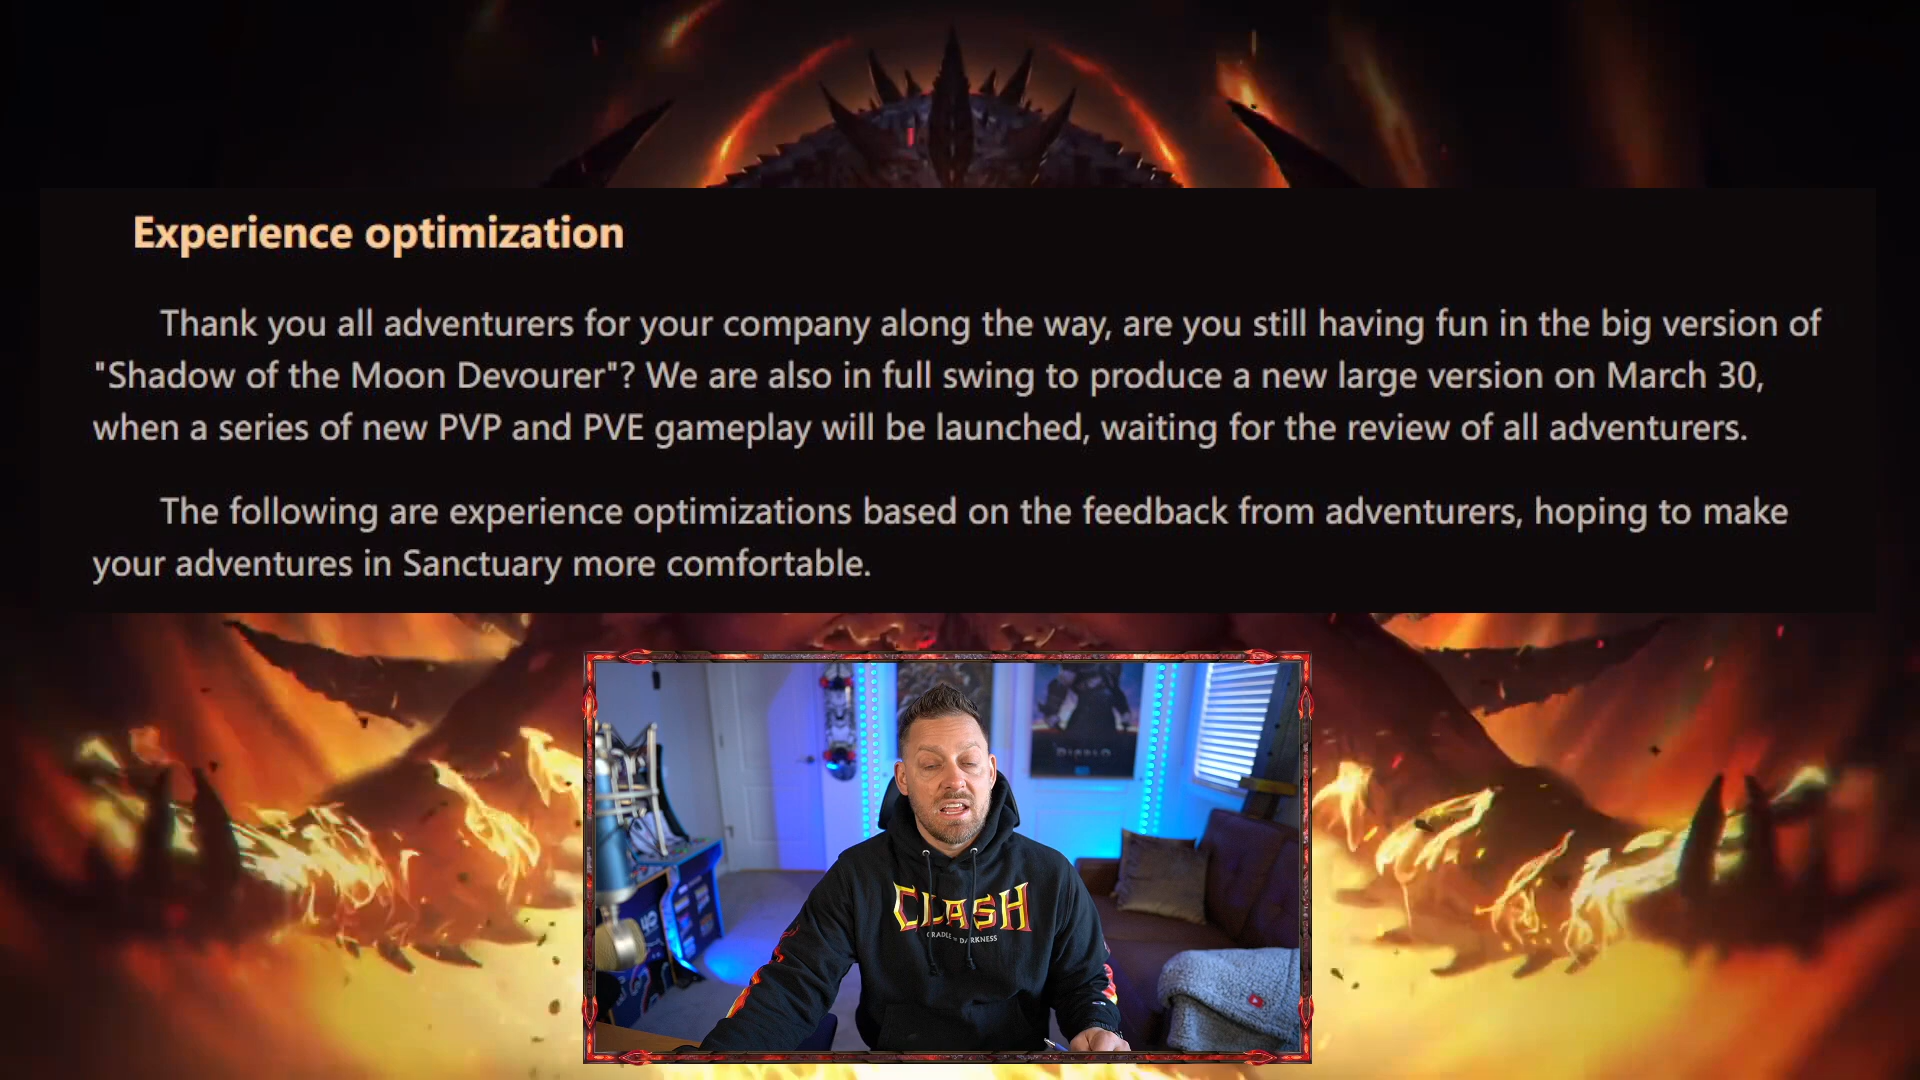 Experience optimization
Thank you all adventurers for your company along the way, are you still having fun in the big version of
"Shadow of the Moon Devourer"? We are also in full swing to produce a new large version on March 30,
when a series of new PVP and PVE gameplay will be launched, waiting for the review of all adventurers.
The following are experience optimizations based on the feedback from adventurers, hoping to make
your adventures in Sanctuary more comfortable.
DIABLO
CLASH
CRADLE OF DARKNESS